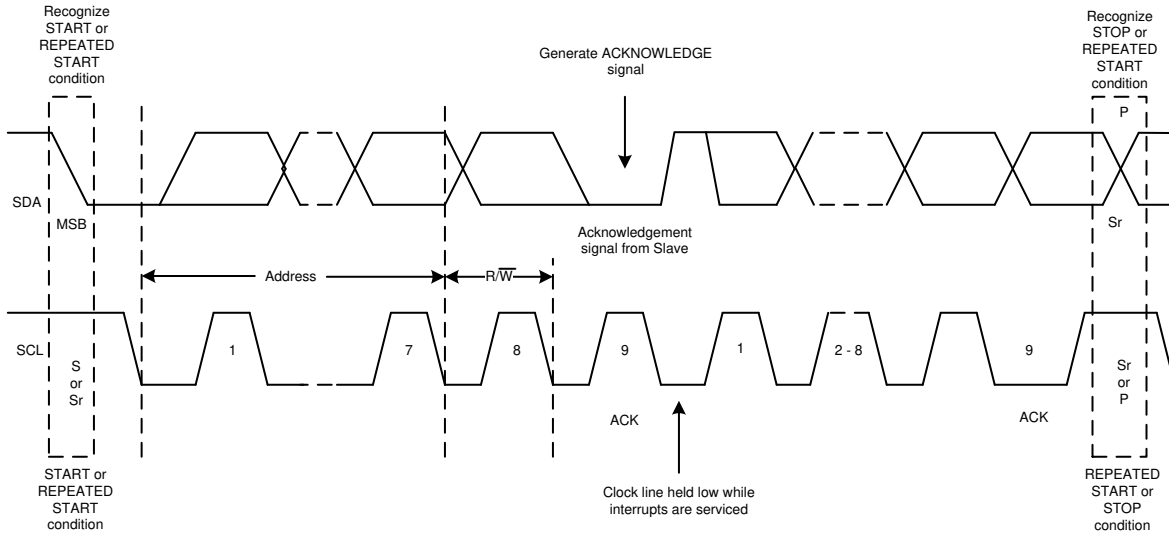 Recognize
START or
REPEATED
START
condition
Recognize
STOP or
REPEATED
START
condition
Generate ACKNOWLEDGE
signal
P
SDA
MSB
Acknowledgement
signal from Slave
Sr
Address
R/W
SCL
S
or
Sr
1
7
8
9
1
2 - 8
9
Sr
or
P
ACK
ACK
START or
REPEATED
START
condition
Clock line held low while
interrupts are serviced
REPEATED
START or
STOP
condition